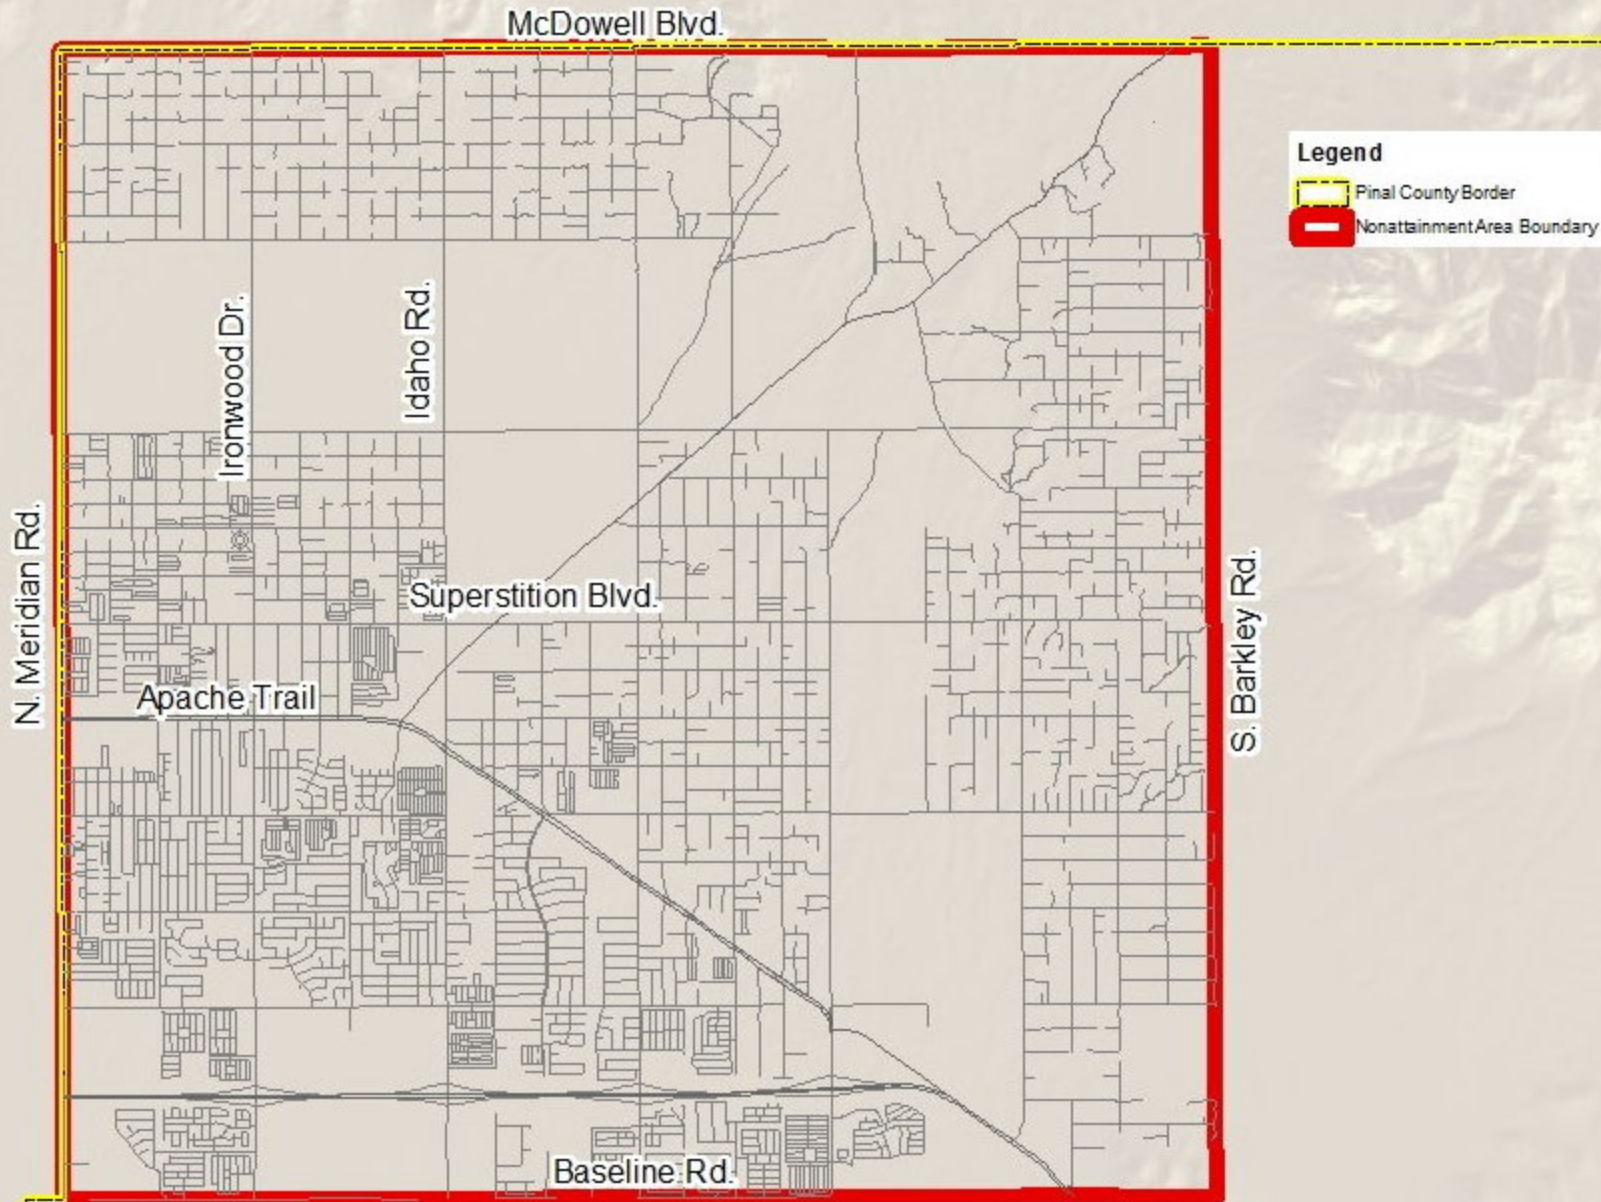 McDowell Blvd.
Legend
Pinal County Border
Nonattainment Area Boundary
Ironwood Dr.
Idaho Rd.
N. Meridian Rd.
Superstition Blvd.
S. Barkley Rd.
Apache Trail
Baseline Rd.